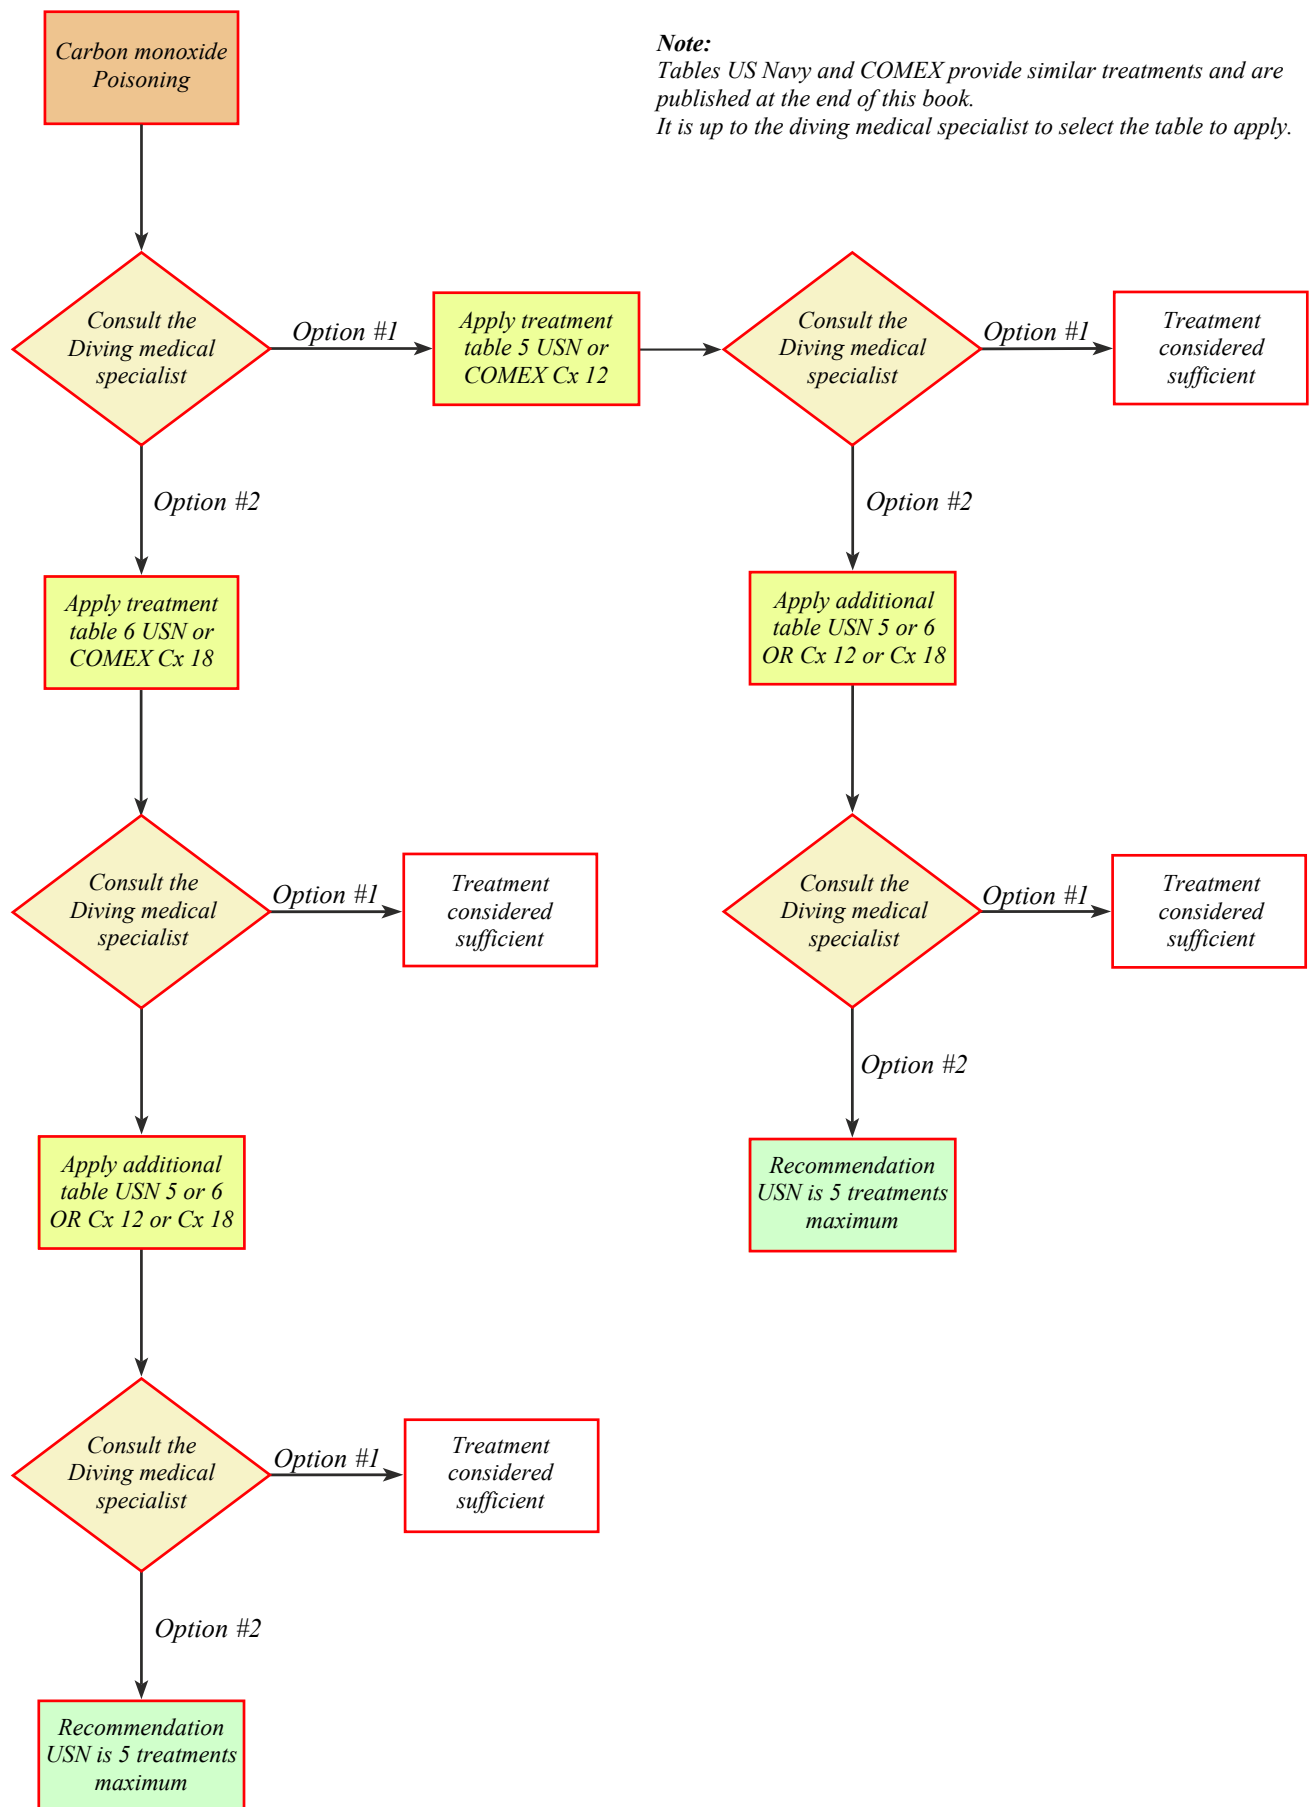 Carbon monoxide
Poisoning
Note:
Tables US Navy and COMEX provide similar treatments and are
published at the end of this book.
It is up to the diving medical specialist to select the table to apply.
Consult the
Diving medical
specialist
Option #1
Apply treatment
table 5 USN or
COMEX Cx 12
Consult the
Diving medical
specialist
Option #1
Treatment
considered
sufficient
Option #2
Option #2
Apply treatment
table 6 USN or
COMEX Cx 18
Apply additional
table USN 5 or 6
OR Cx 12 or Cx 18
Consult the
Diving medical
specialist
Option #1
Treatment
considered
sufficient
Consult the
Diving medical
specialist
Option #1
Treatment
considered
sufficient
Option #2
Apply additional
table USN 5 or 6
OR Cx 12 or Cx 18
Recommendation
USN is 5 treatments
maximum
Consult the
Diving medical
specialist
Option #1
Treatment
considered
sufficient
Option #2
Recommendation
USN is 5 treatments
maximum